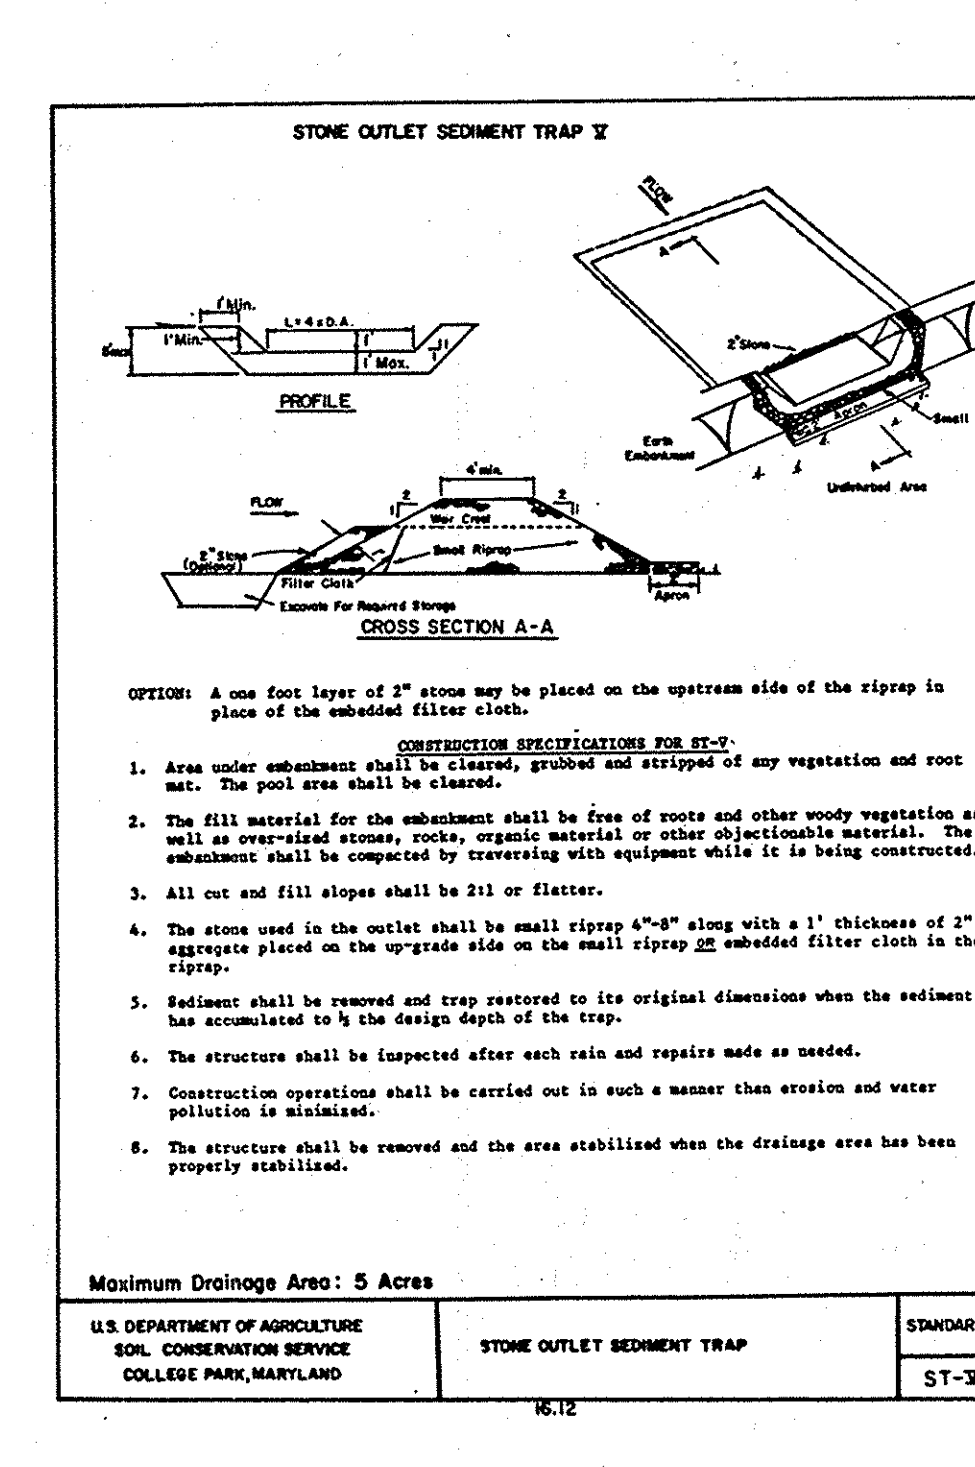 STONE OUTLET SEDIMENT TRAP V
FLOW
A
1' Min.
L=4xD.A.
1' Min.
1'
5' max
1' Max.
1
1
PROFILE
2" Stone
Apron
Small
Earth
Embankment
A
Undisturbed Area
4' min.
FLOW
2
1
2
1
Weir Crest
2" Stone
(Optional)
Small Riprap
Filter Cloth
Apron
Excavate For Required Storage
CROSS SECTION A-A
OPTION: A one foot layer of 2" stone may be placed on the upstream side of the riprap in
place of the embedded filter cloth.
CONSTRUCTION SPECIFICATIONS FOR ST-V
1. Area under embankment shall be cleared, grubbed and stripped of any vegetation and root
mat. The pool area shall be cleared.
2. The fill material for the embankment shall be free of roots and other woody vegetation as
well as over-sized stones, rocks, organic material or other objectionable material. The
embankment shall be compacted by traversing with equipment while it is being constructed.
3. All cut and fill slopes shall be 2:1 or flatter.
4. The stone used in the outlet shall be small riprap 4"-8" along with a 1' thickness of 2"
aggregate placed on the up-grade side on the small riprap OR embedded filter cloth in the
riprap.
5. Sediment shall be removed and trap restored to its original dimensions when the sediment
has accumulated to ½ the design depth of the trap.
6. The structure shall be inspected after each rain and repairs made as needed.
7. Construction operations shall be carried out in such a manner than erosion and water
pollution is minimized.
8. The structure shall be removed and the area stabilized when the drainage area has been
properly stabilized.
Maximum Drainage Area: 5 Acres
U.S. DEPARTMENT OF AGRICULTURE
SOIL CONSERVATION SERVICE
COLLEGE PARK, MARYLAND
STONE OUTLET SEDIMENT TRAP
STANDAR
ST-V
16.12